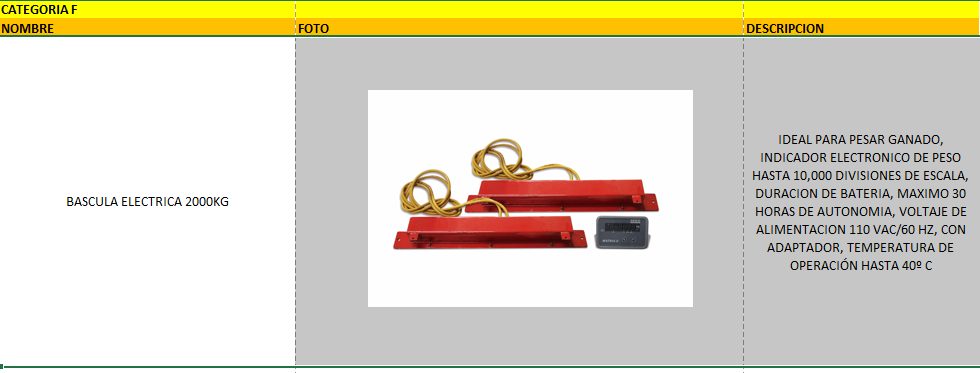 CATEGORIA F
NOMBRE
FOTO
DESCRIPCION
BASCULA ELECTRICA 2000KG
IDEAL PARA PESAR GANADO,
INDICADOR ELECTRONICO DE PESO
HASTA 10,000 DIVISIONES DE ESCALA,
DURACION DE BATERIA, MAXIMO 30
HORAS DE AUTONOMIA, VOLTAJE DE
ALIMENTACION 110 VAC/60 HZ, CON
ADAPTADOR, TEMPERATURA DE
OPERACIÓN HASTA 40º C